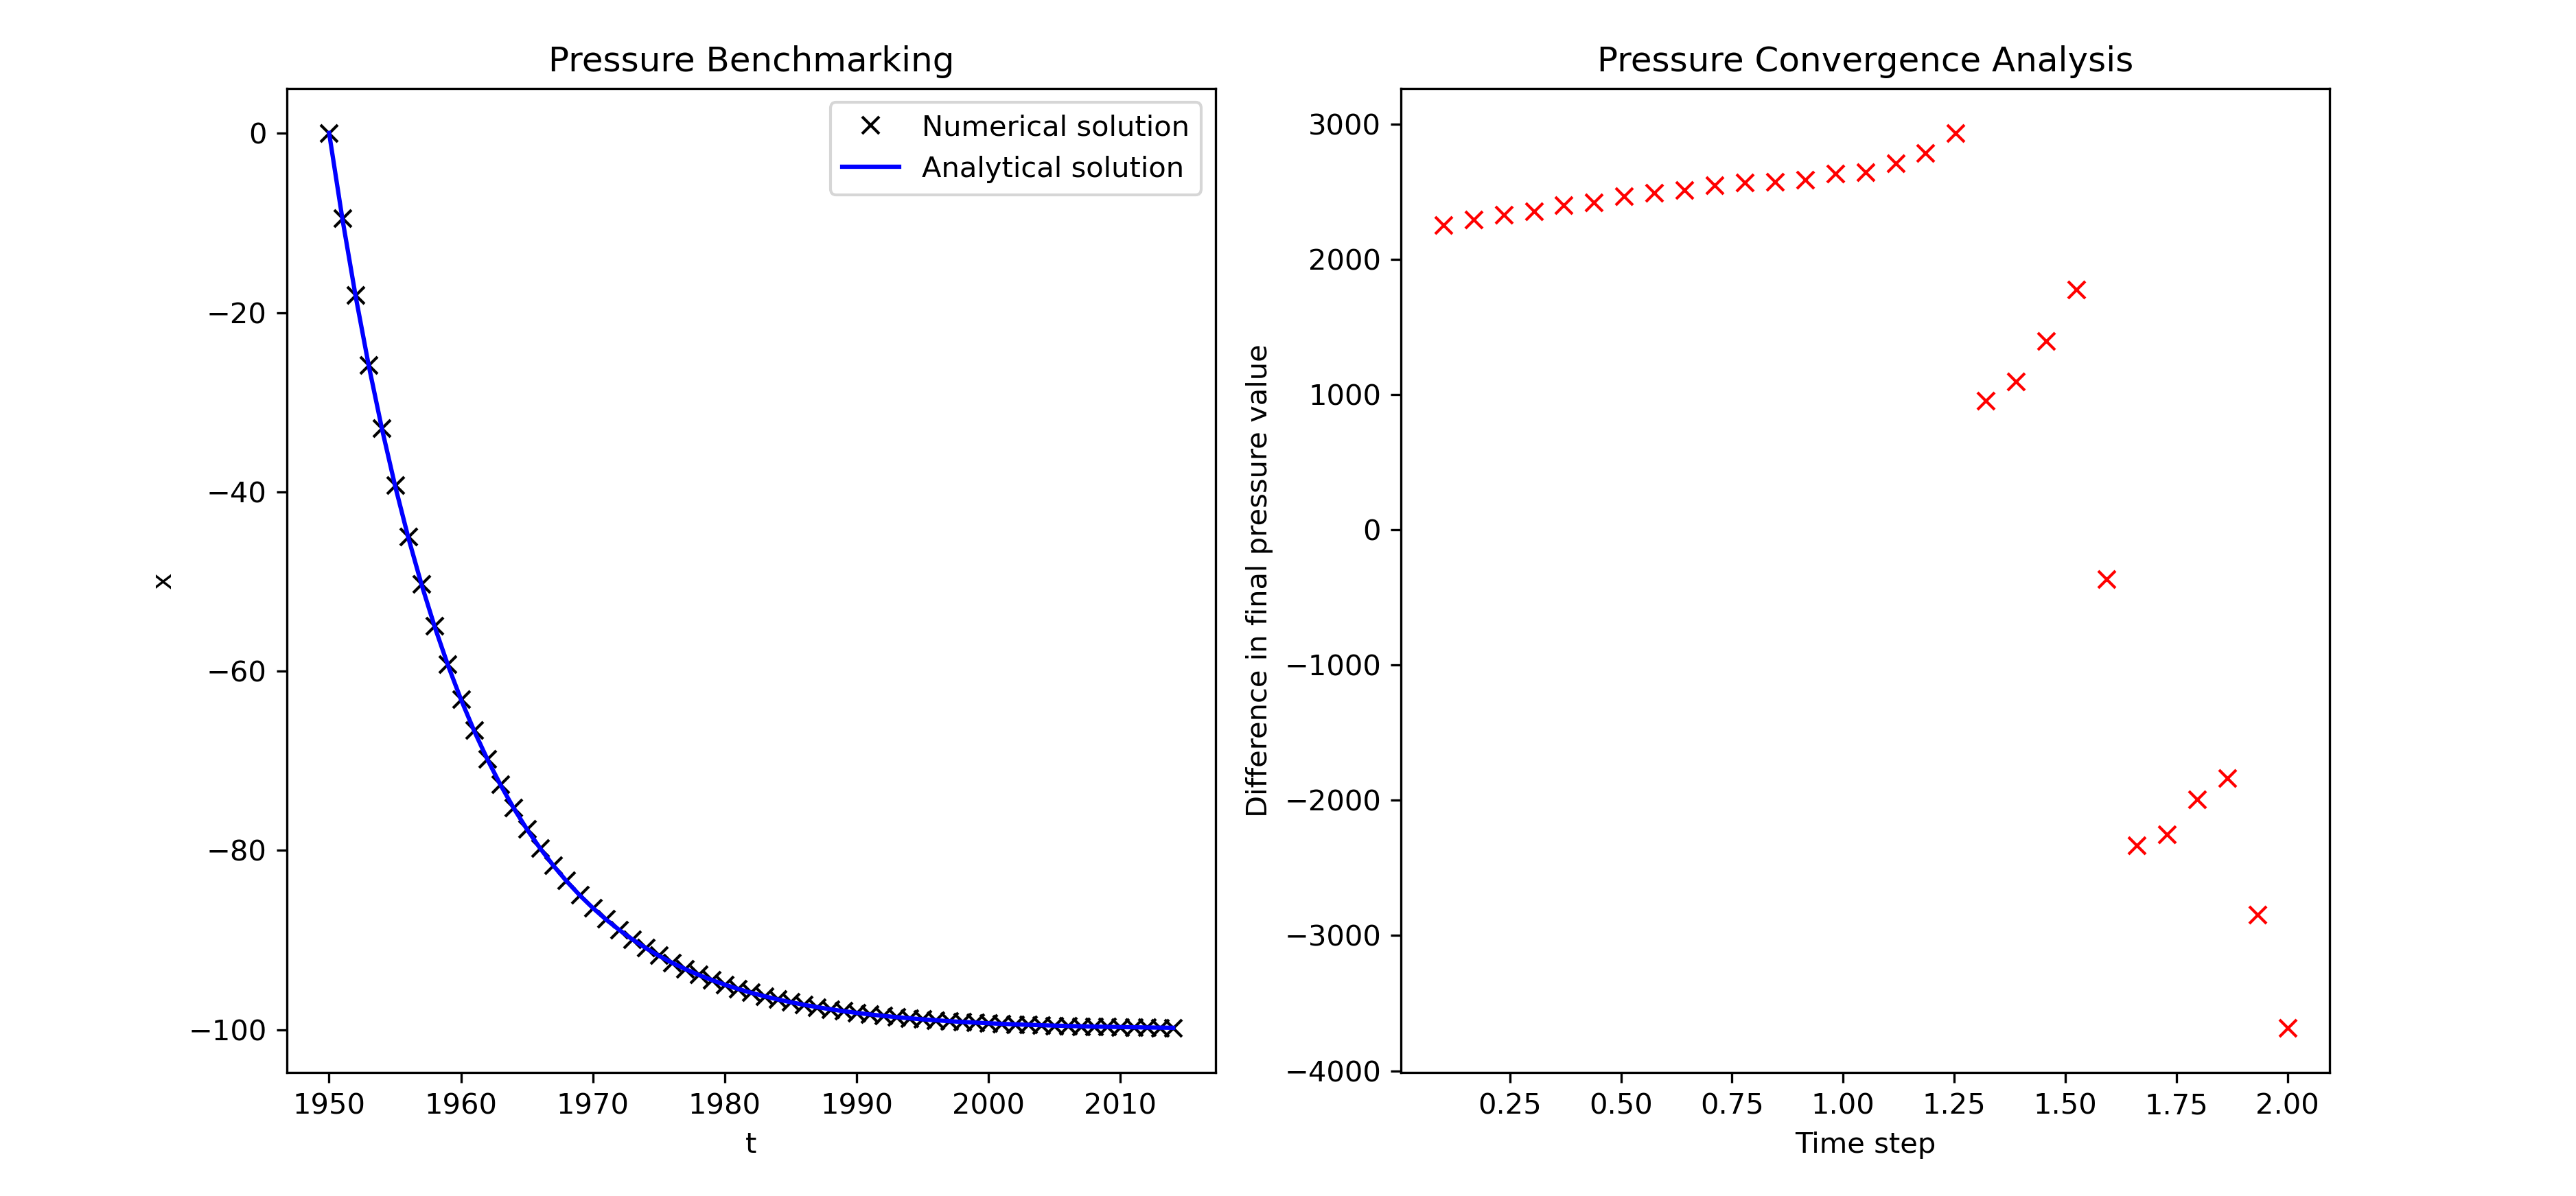 Pressure Benchmarking
Numerical solution
Analytical solution
0
−20
−40
−60
−80
−100
x
1950 1960 1970 1980 1990 2000 2010
t
Pressure Convergence Analysis
3000
2000
1000
0
−1000
−2000
−3000
−4000
Difference in final pressure value
0.25 0.50 0.75 1.00 1.25 1.50 1.75 2.00
Time step